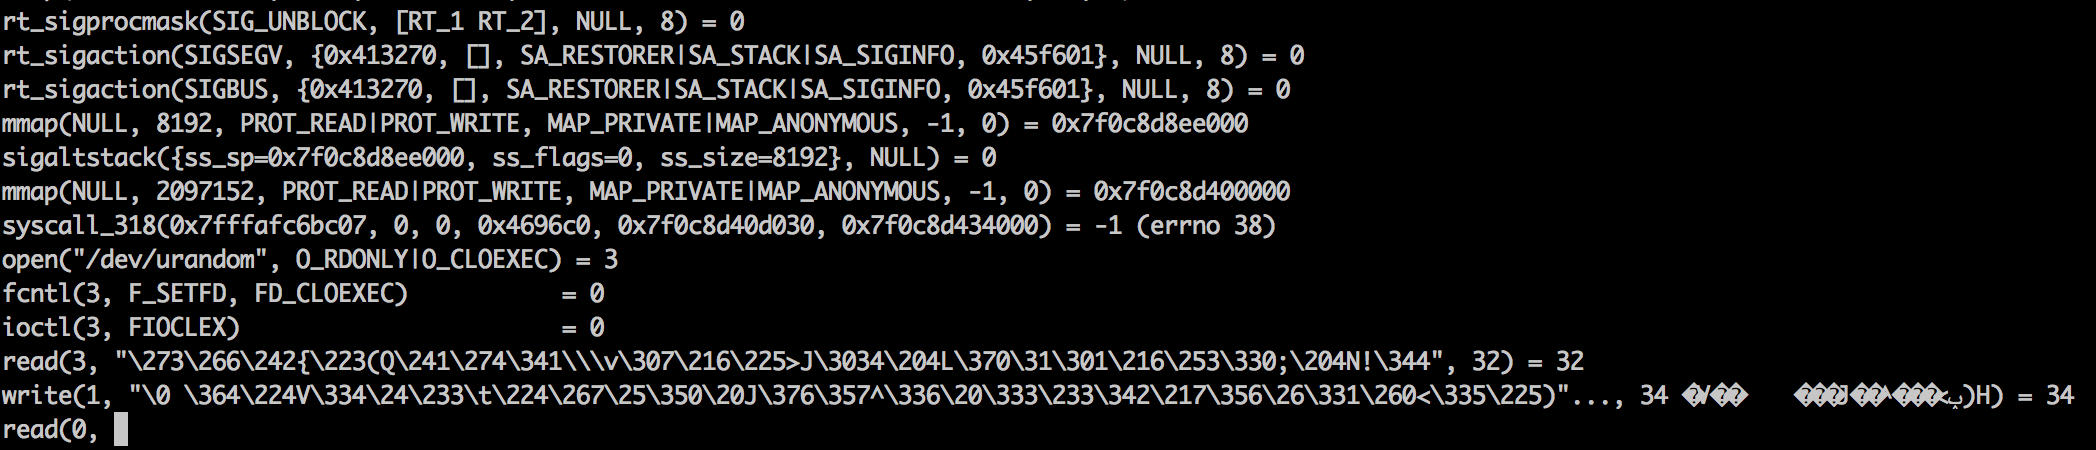 rt_sigprocmask(SIG_UNBLOCK, [RT_1 RT_2], NULL, 8) = 0
rt_sigaction(SIGSEGV, {0x413270, [], SA_RESTORER|SA_STACK|SA_SIGINFO, 0x45f601}, NULL, 8) = 0
rt_sigaction(SIGBUS, {0x413270, [], SA_RESTORER|SA_STACK|SA_SIGINFO, 0x45f601}, NULL, 8) = 0
mmap(NULL, 8192, PROT_READ|PROT_WRITE, MAP_PRIVATE|MAP_ANONYMOUS, -1, 0) = 0x7f0c8d8ee000
sigaltstack({ss_sp=0x7f0c8d8ee000, ss_flags=0, ss_size=8192}, NULL) = 0
mmap(NULL, 2097152, PROT_READ|PROT_WRITE, MAP_PRIVATE|MAP_ANONYMOUS, -1, 0) = 0x7f0c8d400000
syscall_318(0x7fffafc6bc07, 0, 0, 0x4696c0, 0x7f0c8d40d030, 0x7f0c8d434000) = -1 (errno 38)
open("/dev/urandom", O_RDONLY|O_CLOEXEC) = 3
fcntl(3, F_SETFD, FD_CLOEXEC)           = 0
ioctl(3, FIOCLEX)                       = 0
read(3, "\273\266\242{\223(Q\241\274\341\\\v\307\216\225>J\3034\204L\370\31\301\216\253\330;\204N!\344", 32) = 32
write(1, "\0 \364\224V\334\24\233\t\224\267\25\350\20J\376\357^\336\20\333\233\342\217\356\26\331\260<\335\225)"..., 34 )H) = 34
read(0,